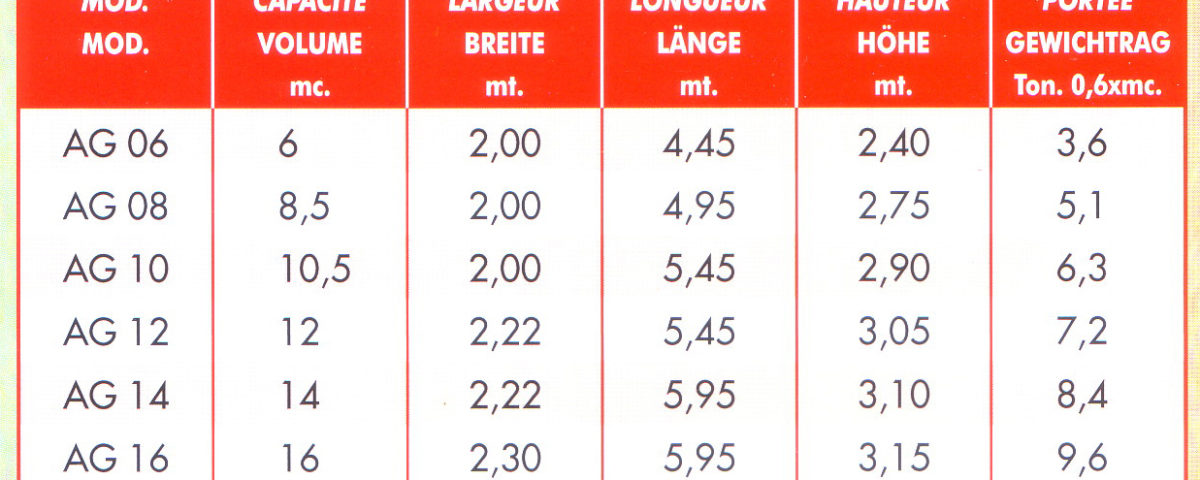 MOD. CAPACITÉ LARGEUR LONGUEUR HAUTEUR PORTÉE
MOD. VOLUME BREITE LÄNGE HÖHE GEWICHTRAG
mc. mt. mt. mt. Ton. 0,6xmc.
AG 06 6 2,00 4,45 2,40 3,6
AG 08 8,5 2,00 4,95 2,75 5,1
AG 10 10,5 2,00 5,45 2,90 6,3
AG 12 12 2,22 5,45 3,05 7,2
AG 14 14 2,22 5,95 3,10 8,4
AG 16 16 2,30 5,95 3,15 9,6